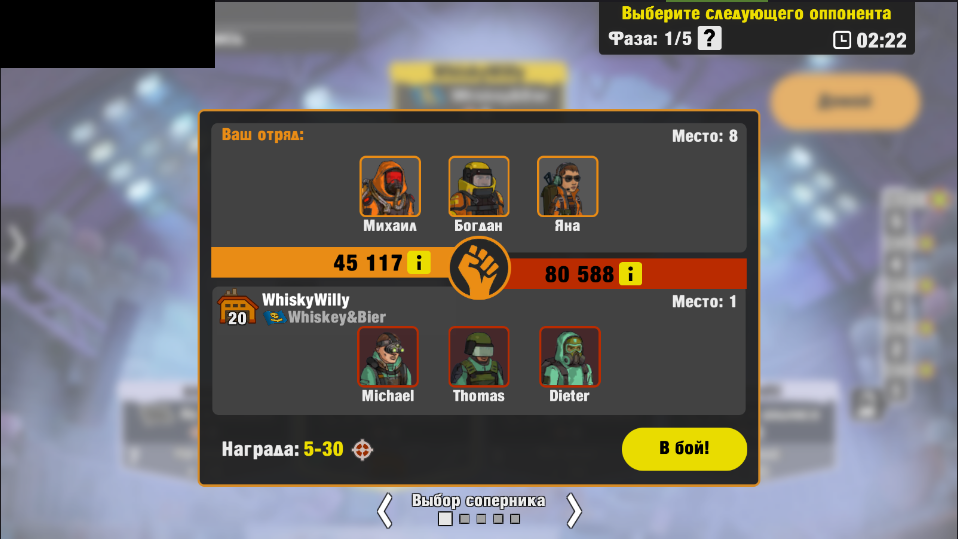 Выберите следующего оппонента
Фаза: 1/5 ?
02:22
Ваш отряд:
Место: 8
Михаил
Богдан
Яна
45 117 i
80 588 i
WhiskyWilly
Место: 1
20
Whiskey&Bier
Michael
Thomas
Dieter
Награда: 5-30
В бой!
Выбор соперника